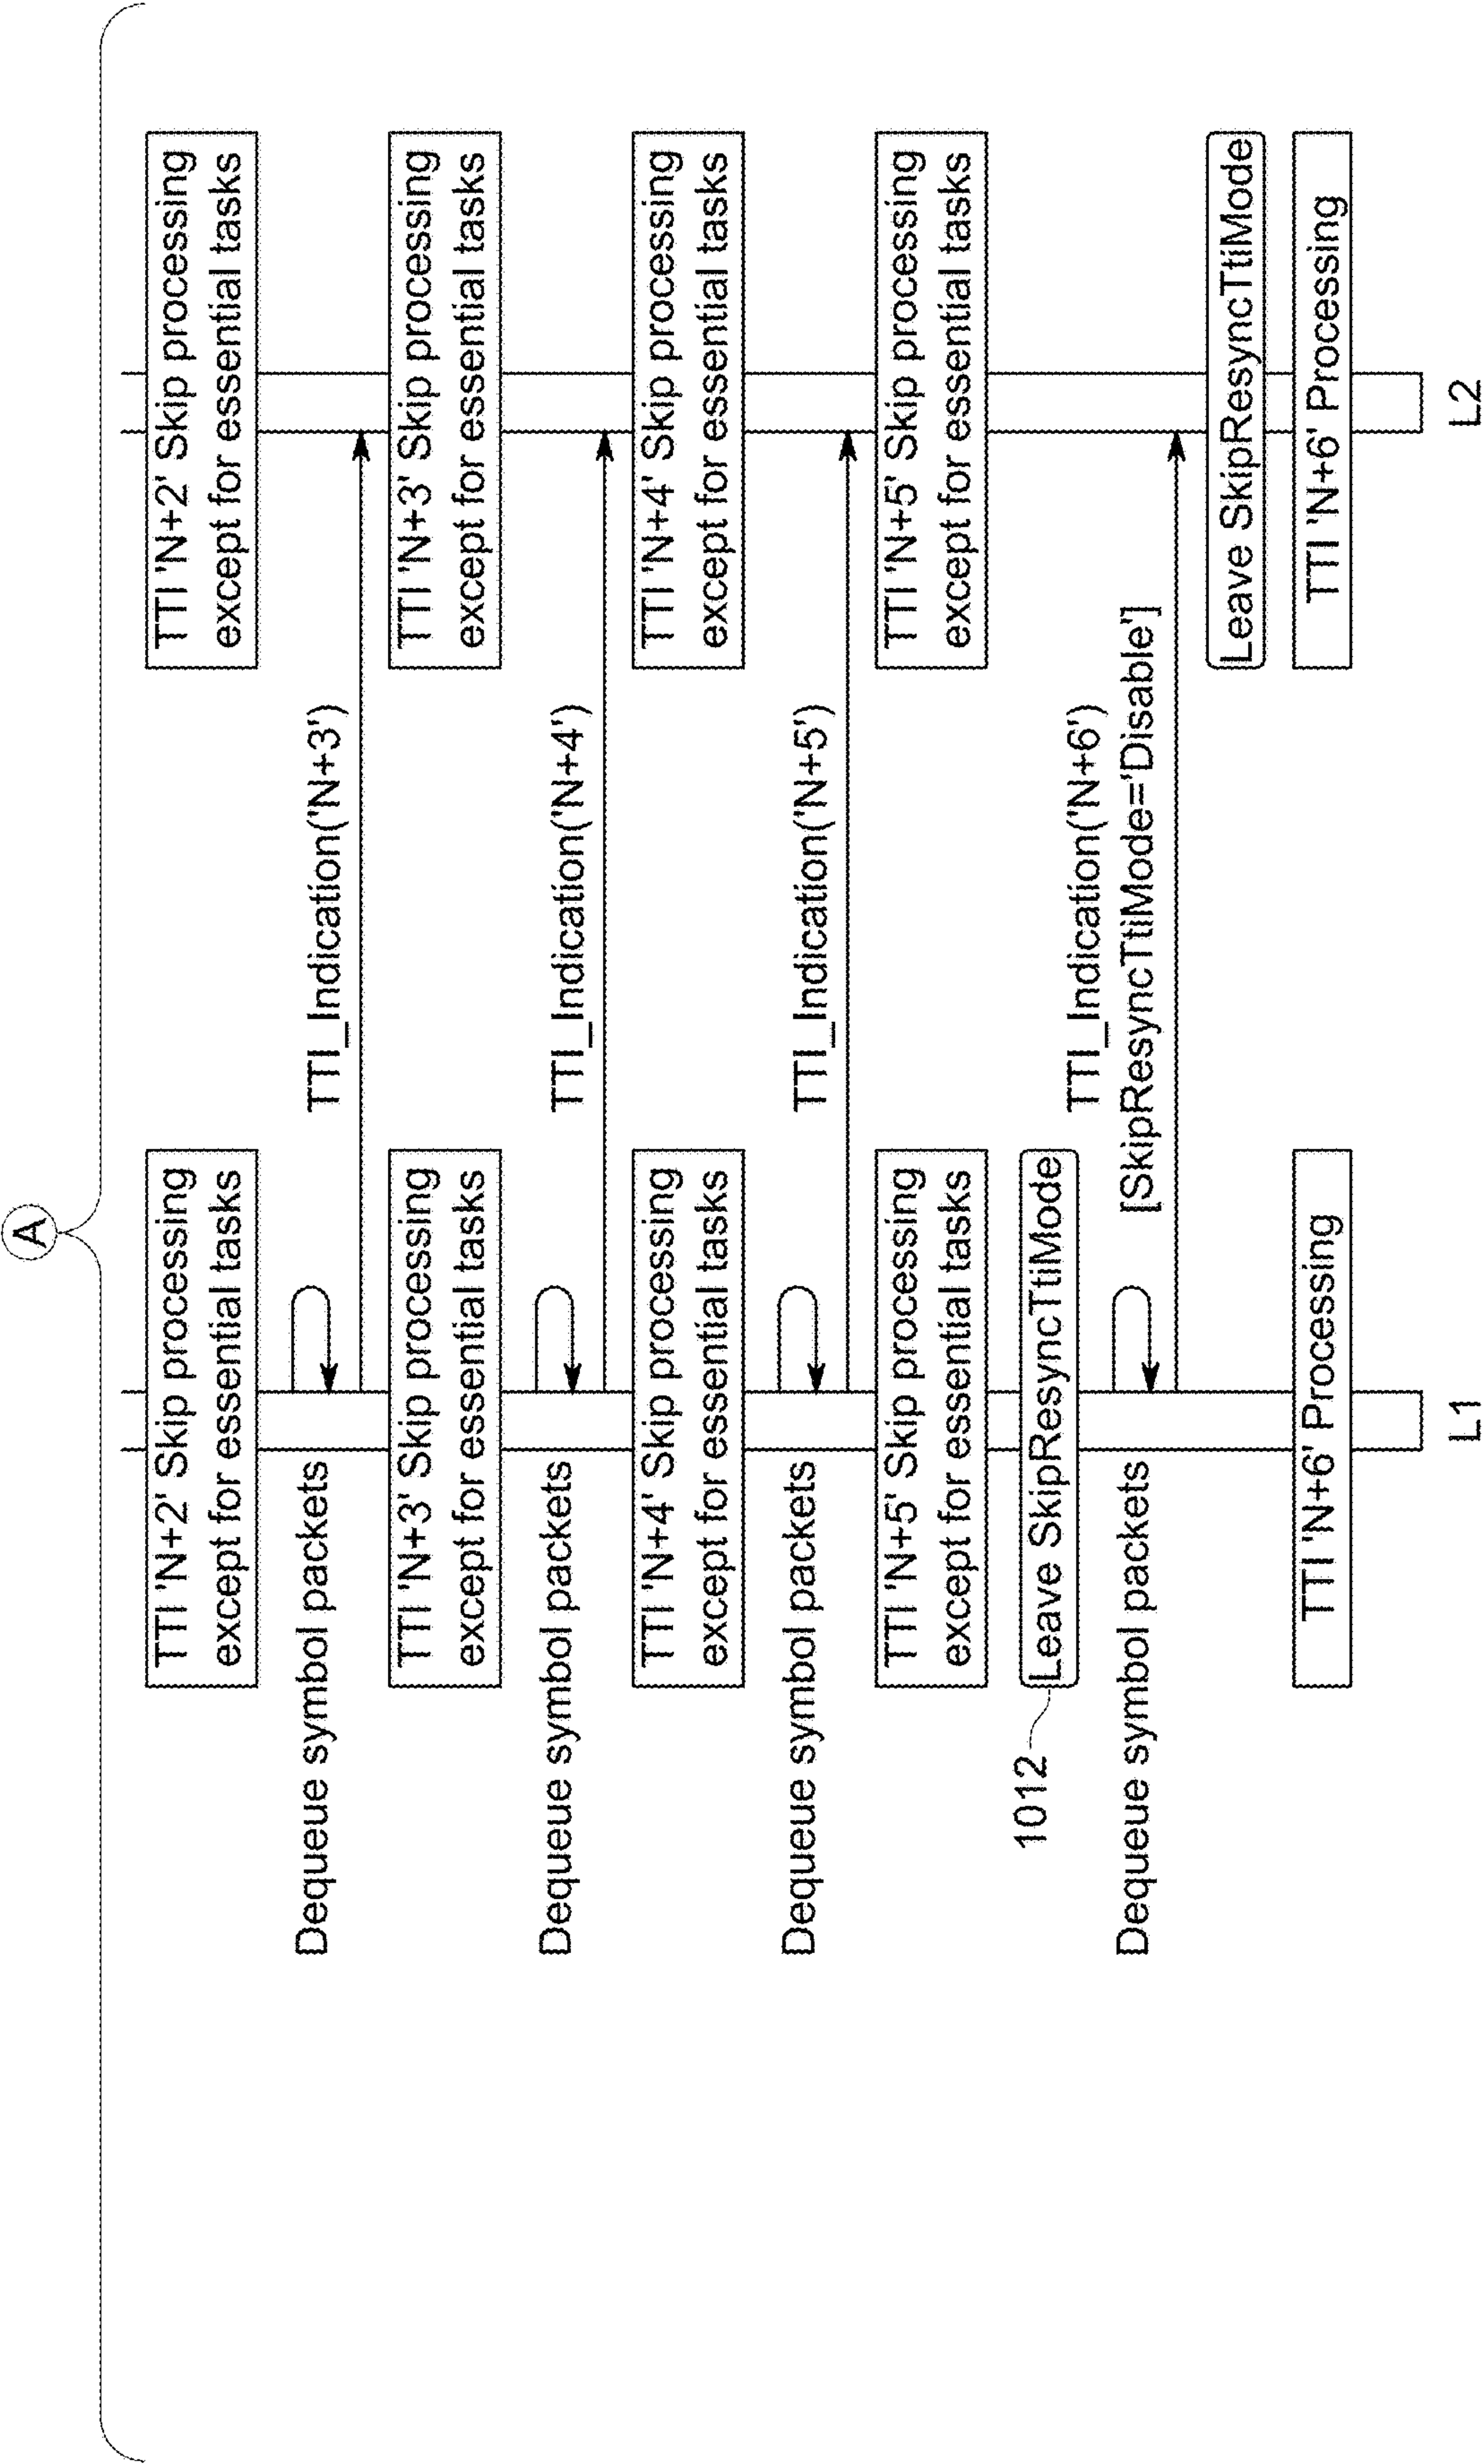 A
TTI 'N+2' Skip processing
except for essential tasks
TTI 'N+2' Skip processing
except for essential tasks
Dequeue symbol packets
TTI_Indication('N+3')
TTI 'N+3' Skip processing
except for essential tasks
TTI 'N+3' Skip processing
except for essential tasks
Dequeue symbol packets
TTI_Indication('N+4')
TTI 'N+4' Skip processing
except for essential tasks
TTI 'N+4' Skip processing
except for essential tasks
Dequeue symbol packets
TTI_Indication('N+5')
TTI 'N+5' Skip processing
except for essential tasks
TTI 'N+5' Skip processing
except for essential tasks
1012
Leave SkipResyncTtiMode
Dequeue symbol packets
TTI_Indication('N+6')
[SkipResyncTtiMode='Disable']
Leave SkipResyncTtiMode
TTI 'N+6' Processing
TTI 'N+6' Processing
L1
L2